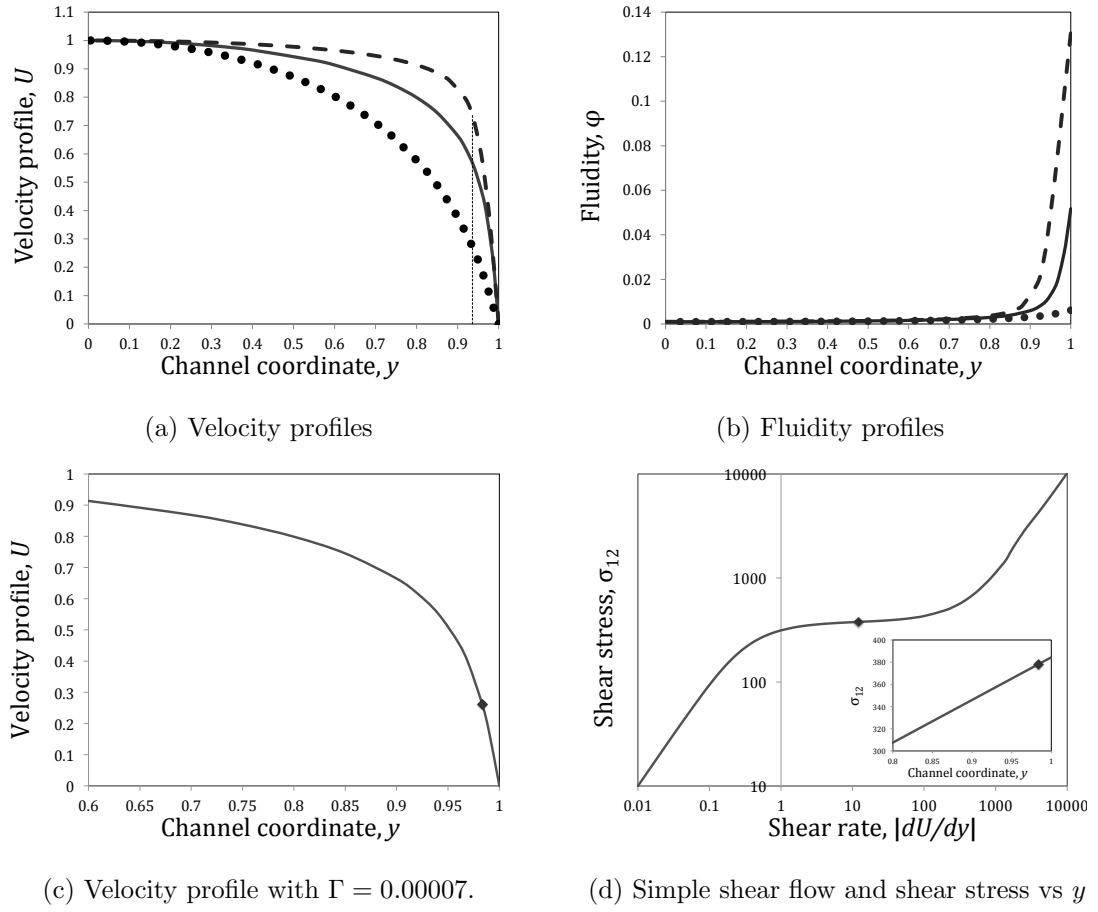 Velocity profile, U
1.1
1
0.9
0.8
0.7
0.6
0.5
0.4
0.3
0.2
0.1
0
0 0.1 0.2 0.3 0.4 0.5 0.6 0.7 0.8 0.9 1
Channel coordinate, y
(a) Velocity profiles
Fluidity, φ
0.14
0.12
0.1
0.08
0.06
0.04
0.02
0
0 0.1 0.2 0.3 0.4 0.5 0.6 0.7 0.8 0.9 1
Channel coordinate, y
(b) Fluidity profiles
Velocity profile, U
1
0.9
0.8
0.7
0.6
0.5
0.4
0.3
0.2
0.1
0
0.6 0.65 0.7 0.75 0.8 0.85 0.9 0.95 1
Channel coordinate, y
(c) Velocity profile with Γ = 0.00007.
Shear stress, σ12
10000
1000
100
10
0.01 0.1 1 10 100 1000 10000
Shear rate, |dU/dy|
σ12
400
380
360
340
320
300
0.8 0.85 0.9 0.95 1
Channel coordinate, y
(d) Simple shear flow and shear stress vs y